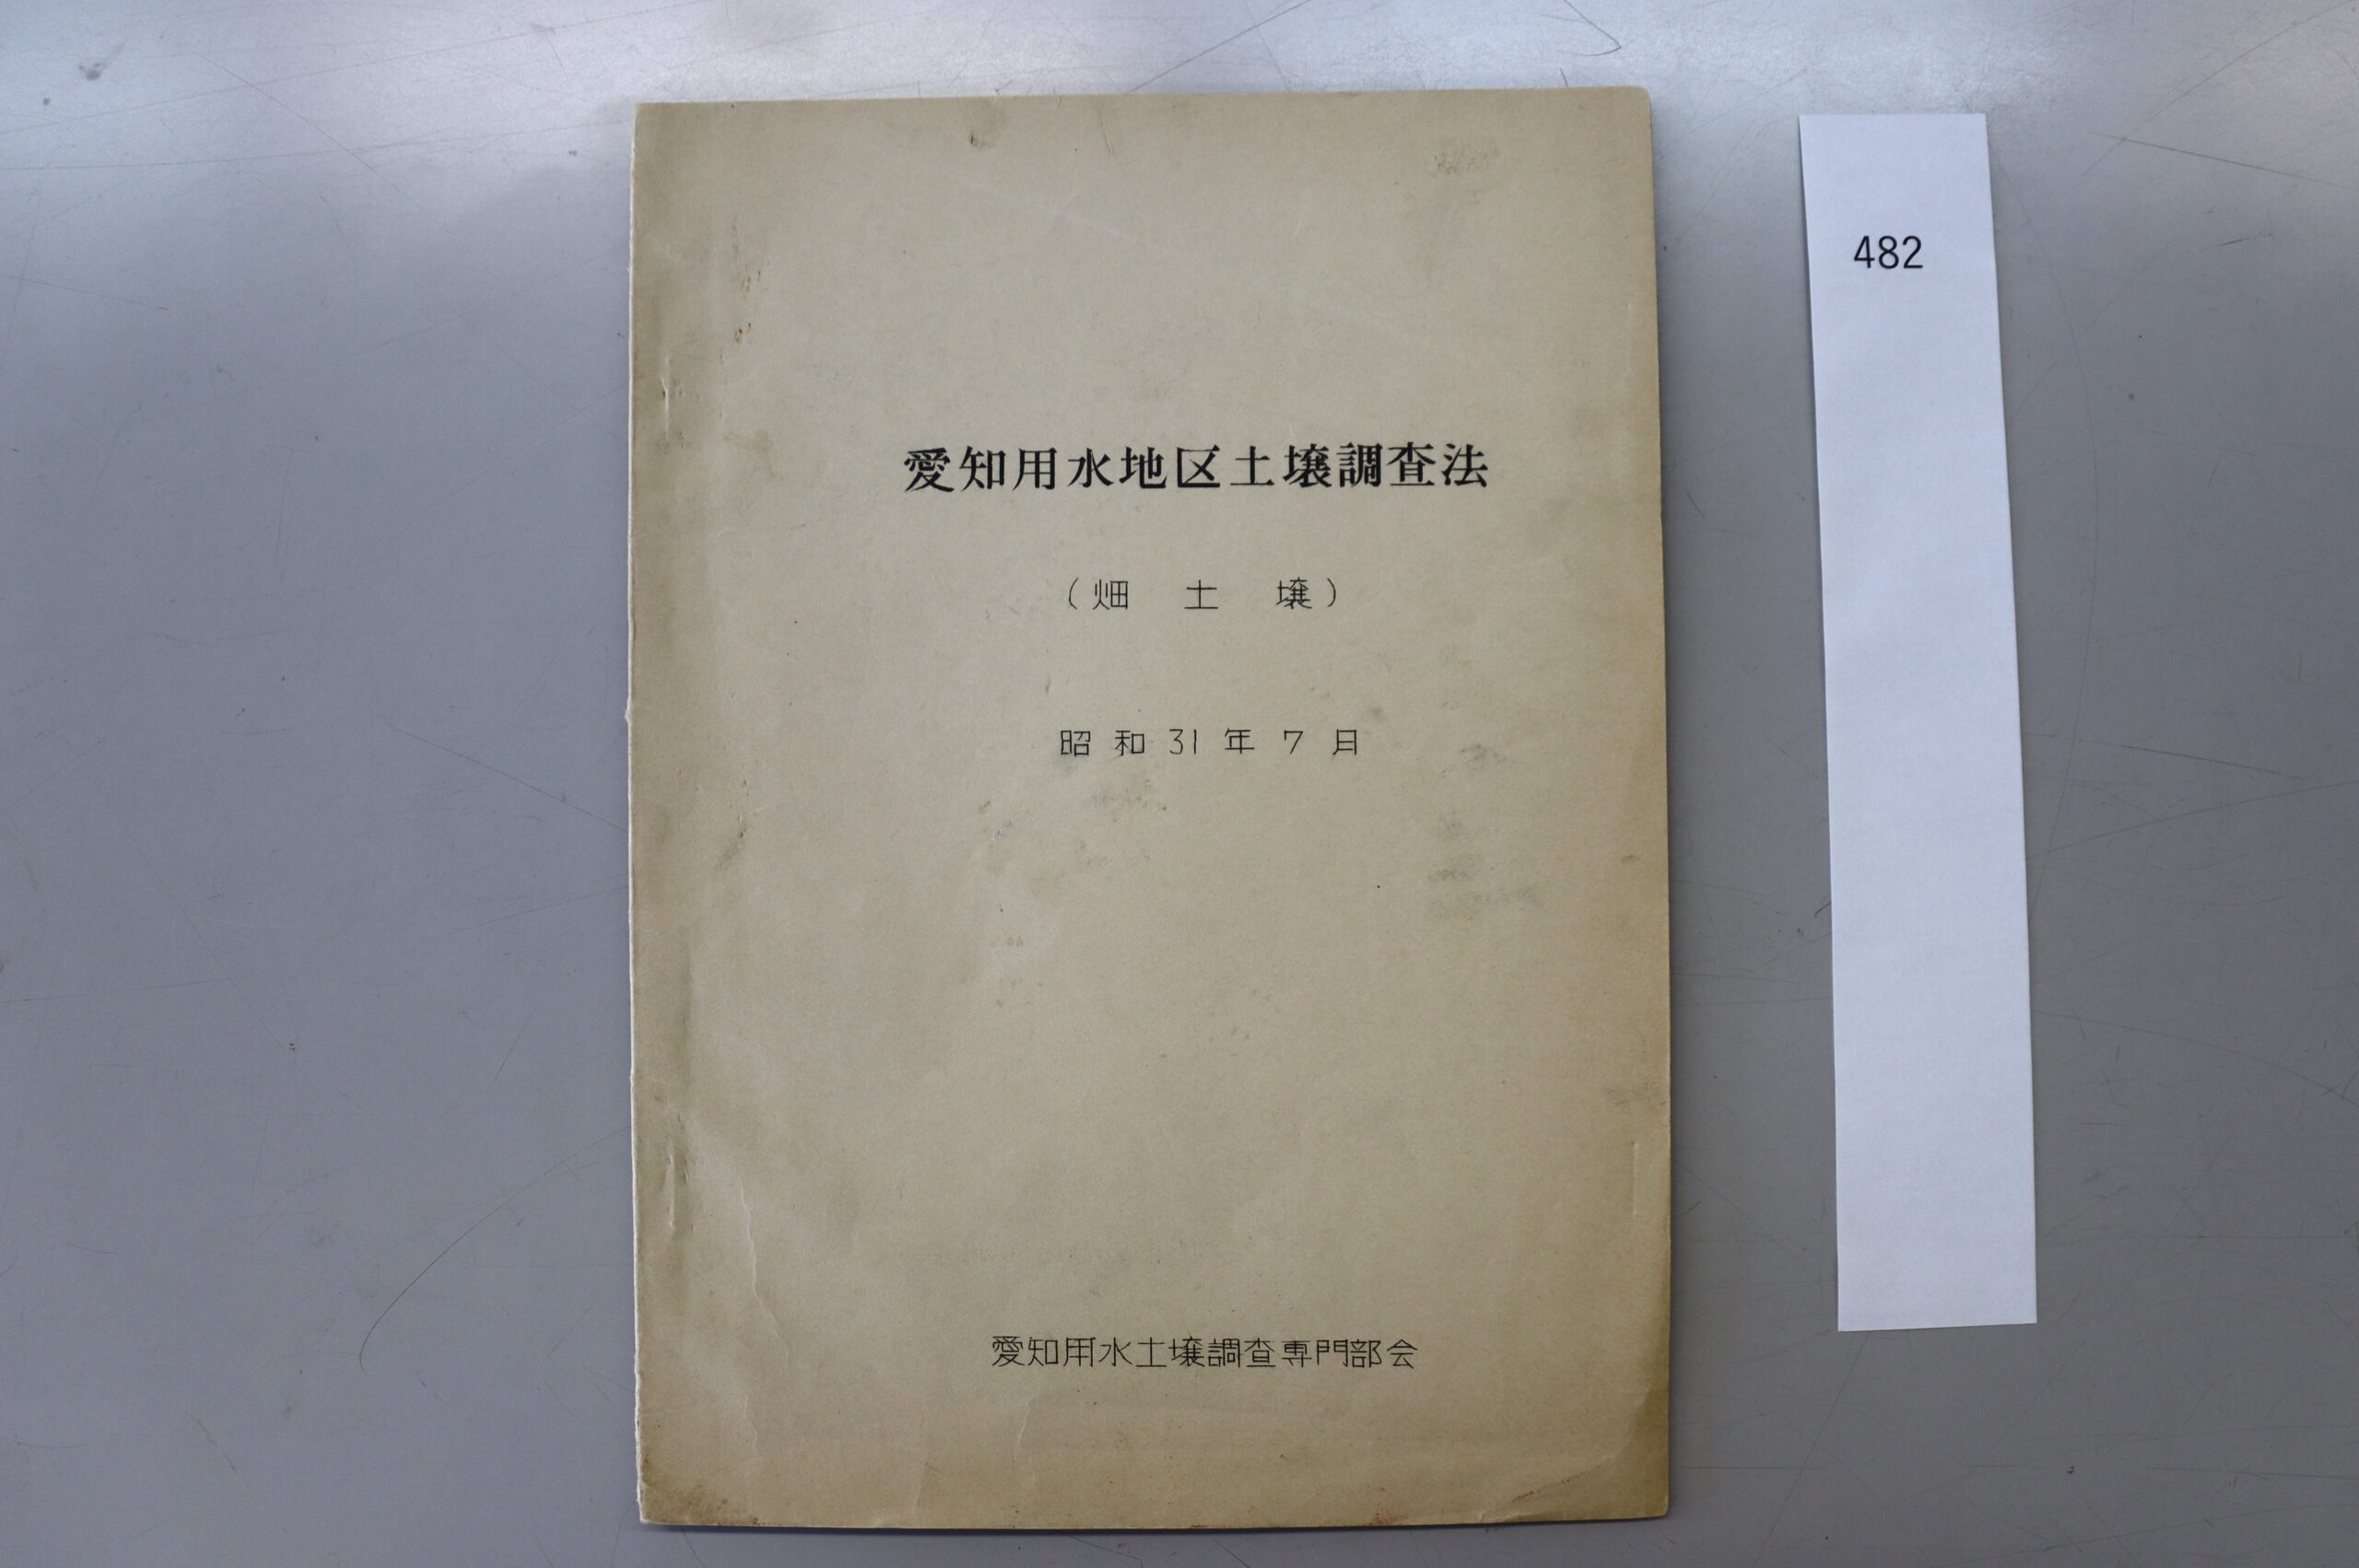 愛知用水地区土壌調査法
(畑 土 壌)
昭和31年7月
愛知用水土壌調査専門部会
482